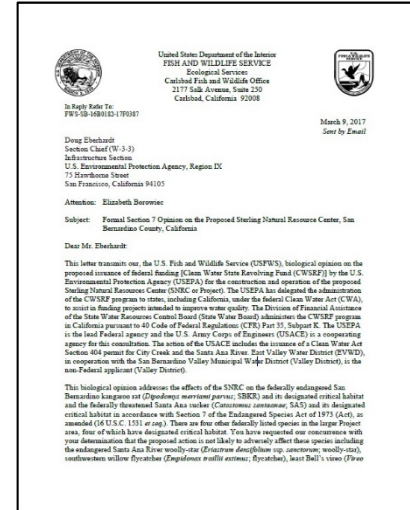 United States Department of the Interior
FISH AND WILDLIFE SERVICE
Ecological Services
Carlsbad Fish and Wildlife Office
2177 Salk Avenue, Suite 250
Carlsbad, California 92008
In Reply Refer To:
FWS-SB-16B0182-17F0387
March 9, 2017
Sent by Email
Doug Eberhardt
Section Chief (W-3-3)
Infrastructure Section
U.S. Environmental Protection Agency, Region IX
75 Hawthorne Street
San Francisco, California 94105
Attention: Elizabeth Borowiec
Subject: Formal Section 7 Opinion on the Proposed Sterling Natural Resource Center, San
Bernardino County, California
Dear Mr. Eberhardt:
This letter transmits our, the U.S. Fish and Wildlife Service (USFWS), biological opinion on the
proposed issuance of federal funding [Clean Water State Revolving Fund (CWSRF)] by the U.S.
Environmental Protection Agency (USEPA) for the construction and operation of the proposed
Sterling Natural Resources Center (SNRC or Project). The USEPA has delegated the administration
of the CWSRF program to states, including California, under the federal Clean Water Act (CWA),
to assist in funding projects intended to improve water quality. The Division of Financial Assistance
of the State Water Resources Control Board (State Water Board) administers the CWSRF program
in California pursuant to 40 Code of Federal Regulations (CFR) Part 35, Subpart K. The USEPA
is the lead Federal agency and the U.S. Army Corps of Engineers (USACE) is a cooperating
agency for this consultation. The action of the USACE includes the issuance of a Clean Water Act
Section 404 permit for City Creek and the Santa Ana River. East Valley Water District (EVWD),
in cooperation with the San Bernardino Valley Municipal Water District (Valley District), is the
non-Federal applicant (Valley District).
This biological opinion addresses the effects of the SNRC on the federally endangered San
Bernardino kangaroo rat (Dipodomys merriami parvus; SBKR) and its designated critical habitat
and the federally threatened Santa Ana sucker (Catostomus santaanae; SAS) and its designated
critical habitat in accordance with Section 7 of the Endangered Species Act of 1973 (Act), as
amended (16 U.S.C. 1531 et seq.). There are four other federally listed species in the larger Project
area, four of which have designated critical habitat. You have requested our concurrence with
your determination that the proposed action is not likely to adversely affect these species including
the endangered Santa Ana River woolly-star (Eriastrum densifolium ssp. sanctorum; woolly-star),
southwestern willow flycatcher (Empidonax traillii extimus; flycatcher), least Bell's vireo (Vireo